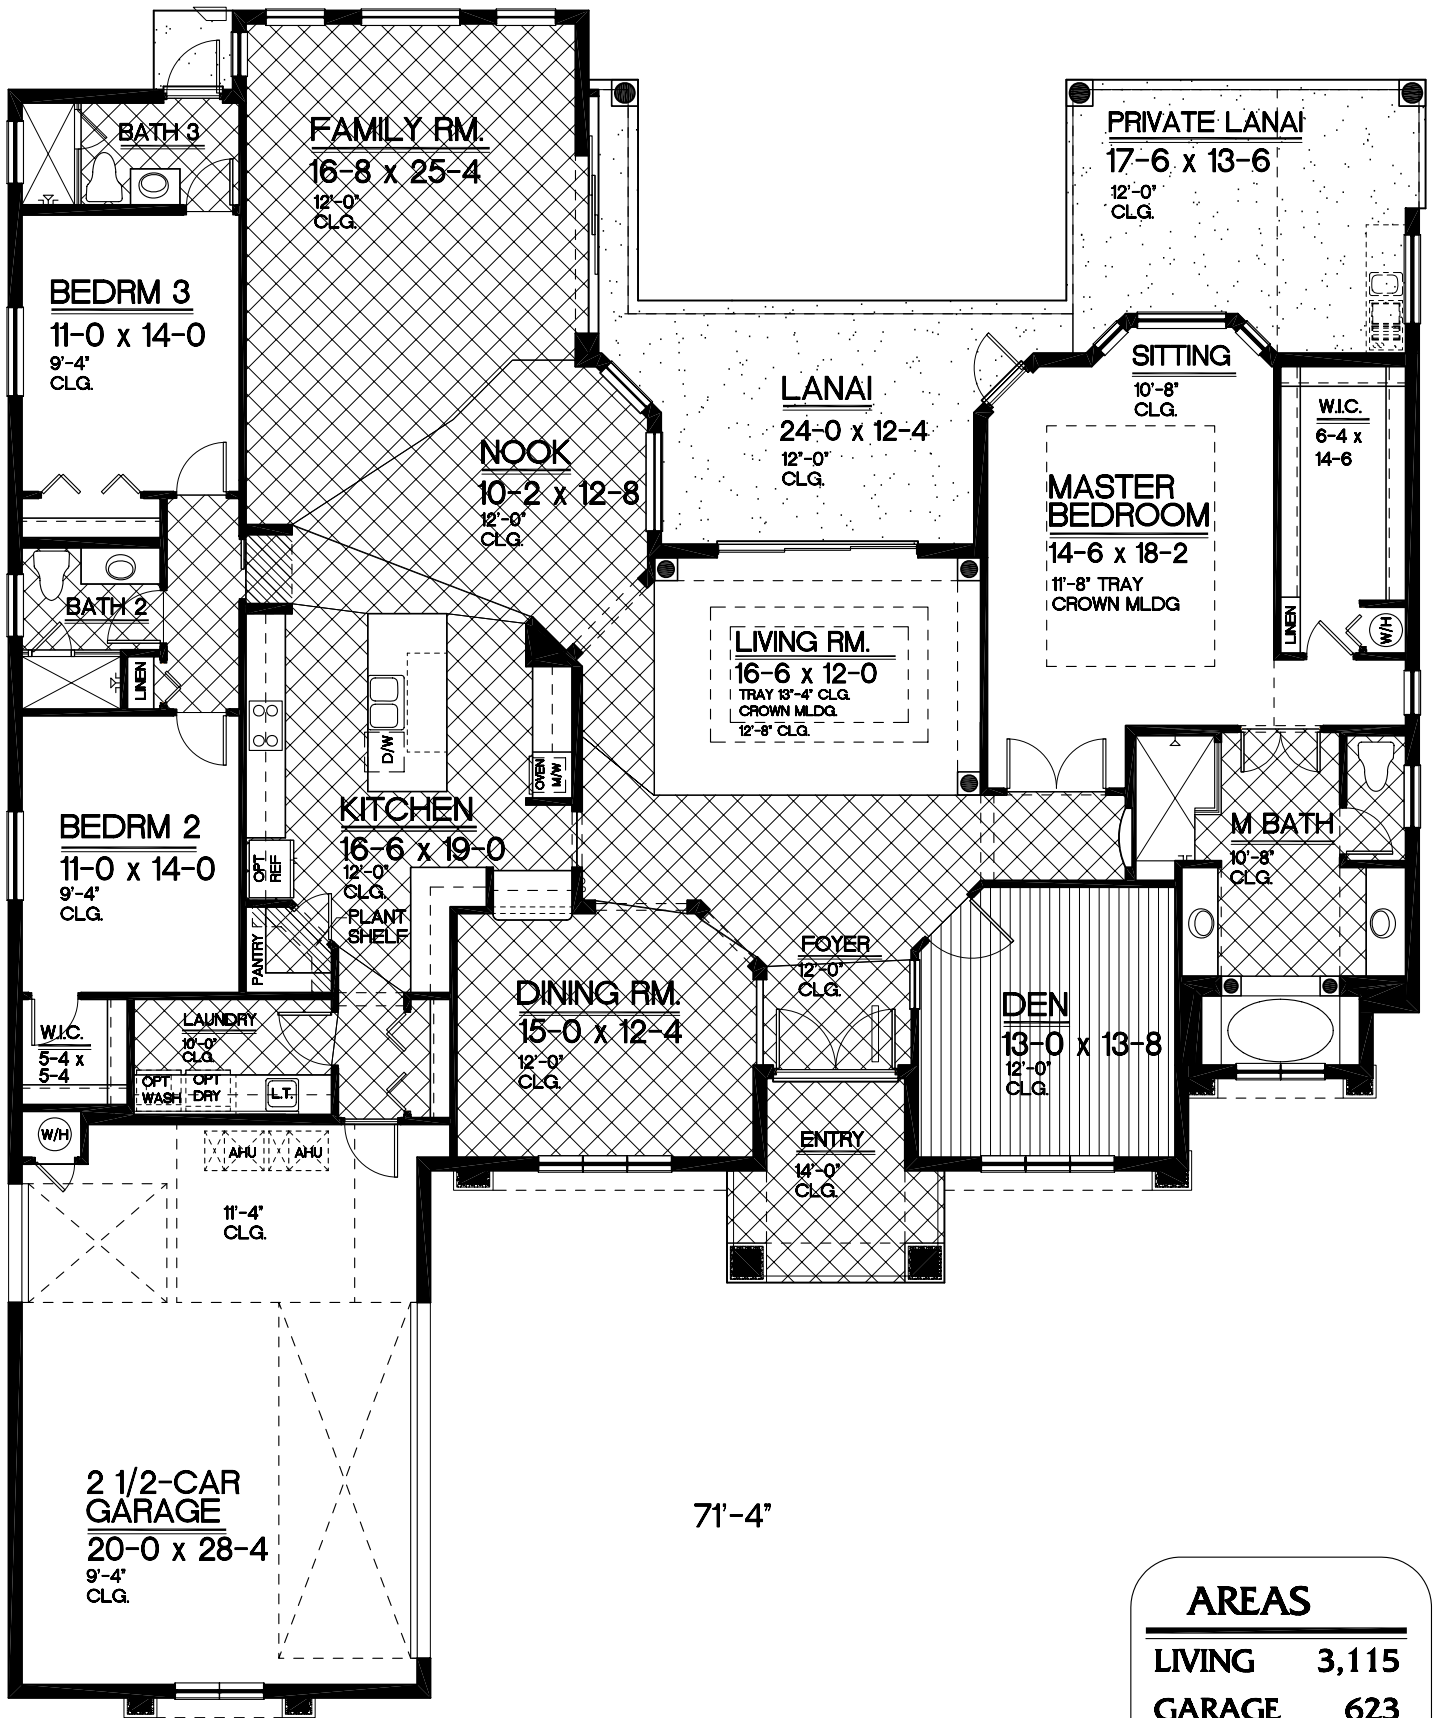 FAMILY RM.
16-8 x 25-4
12'-0"
CLG.
BATH 3
PRIVATE LANAI
17-6 x 13-6
12'-0"
CLG.
BEDRM 3
11-0 x 14-0
9'-4"
CLG.
SITTING
10'-8"
CLG.
LANAI
24-0 x 12-4
12'-0"
CLG.
W.I.C.
6-4 x
14-6
NOOK
10-2 x 12-8
12'-0"
CLG.
MASTER
BEDROOM
14-6 x 18-2
11'-8" TRAY
CROWN MLDG
BATH 2
LINEN
LINEN
W/H
LIVING RM.
16-6 x 12-0
TRAY 13'-4" CLG.
CROWN MLDG.
12'-8" CLG.
D/W
OVEN
M/W
KITCHEN
16-6 x 19-0
12'-0"
CLG.
BEDRM 2
11-0 x 14-0
9'-4"
CLG.
M BATH
10'-8"
CLG.
OPT
REF
PLANT
SHELF
PANTRY
FOYER
12'-0"
CLG.
DINING RM.
15-0 x 12-4
12'-0"
CLG.
DEN
13-0 x 13-8
12'-0"
CLG.
W.I.C.
5-4 x
5-4
LAUNDRY
10'-0"
CLG.
OPT
WASH
OPT
DRY
L.T.
W/H
AHU
AHU
ENTRY
14'-0"
CLG.
11'-4"
CLG.
2 1/2-CAR
GARAGE
20-0 x 28-4
9'-4"
CLG.
71'-4"
AREAS
LIVING 3,115
GARAGE 623